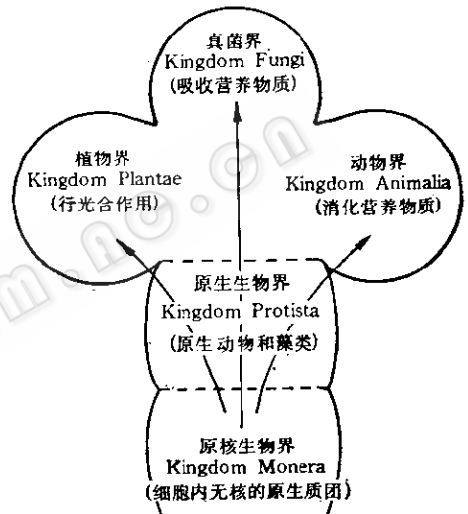 真菌界
Kingdom Fungi
(吸收营养物质)
植物界
Kingdom Plantae
(行光合作用)
动物界
Kingdom Animalia
(消化营养物质)
原生生物界
Kingdom Protista
(原生动物和藻类)
原核生物界
Kingdom Monera
(细胞内无核的原生质团)
m.ac.cn